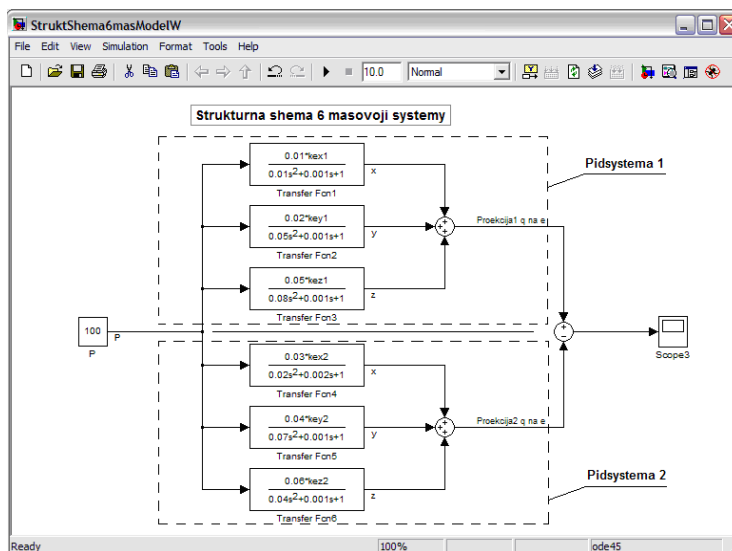 StruktShema6masModelW
File Edit View Simulation Format Tools Help
10.0 Normal
Strukturna shema 6 masovoji systemy
Pidsystema 1
0.01*kex1
0.01s²+0.001s+1
x
Transfer Fcn1
0.02*key1
0.05s²+0.001s+1
y
Transfer Fcn2
Proekcija1 q na e
0.05*kez1
0.08s²+0.001s+1
z
Transfer Fcn3
100
P
P
Scope3
0.03*kex2
0.02s²+0.002s+1
x
Transfer Fcn4
0.04*key2
0.07s²+0.001s+1
y
Transfer Fcn5
Proekcija2 q na e
0.06*kez2
0.04s²+0.001s+1
z
Transfer Fcn6
Pidsystema 2
Ready 100% ode45